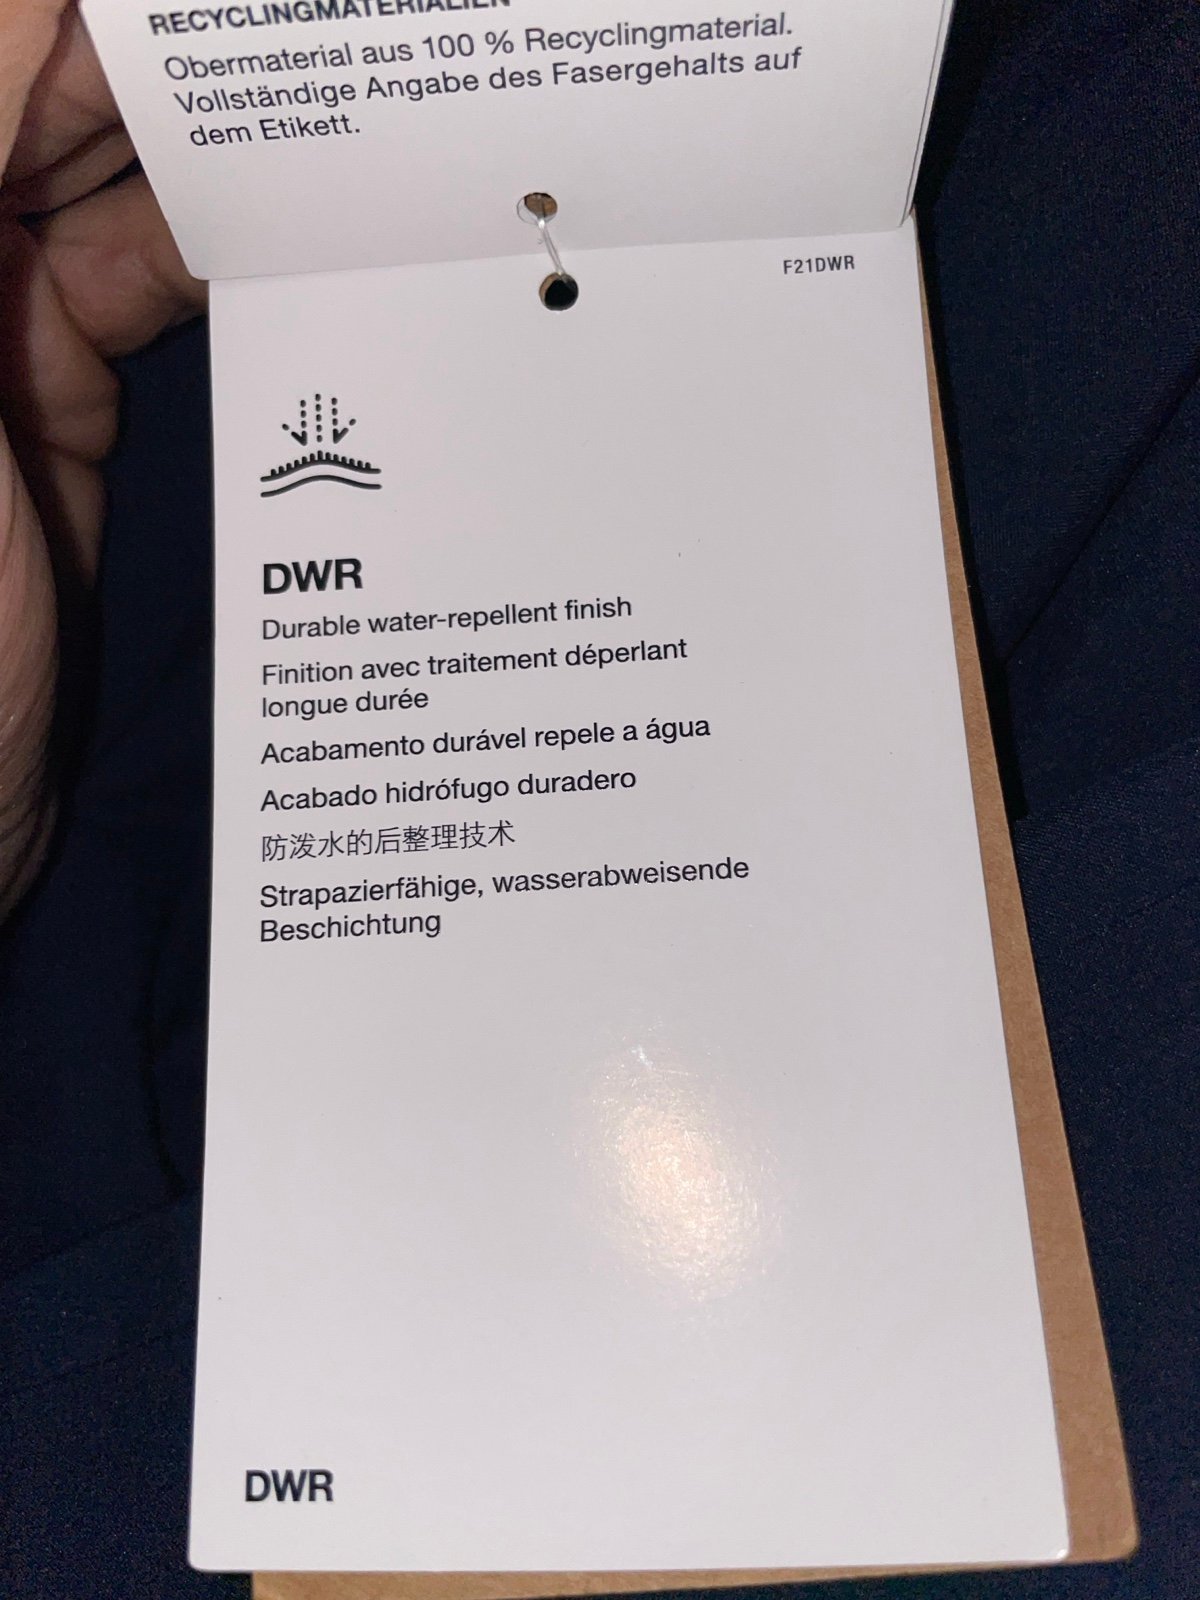 RECYCLINGMATERIALIEN
Obermaterial aus 100 % Recyclingmaterial.
Vollständige Angabe des Fasergehalts auf
dem Etikett.
F21DWR
DWR
Durable water-repellent finish
Finition avec traitement déperlant
longue durée
Acabamento durável repele a água
Acabado hidrófugo duradero
防泼水的后整理技术
Strapazierfähige, wasserabweisende
Beschichtung
DWR